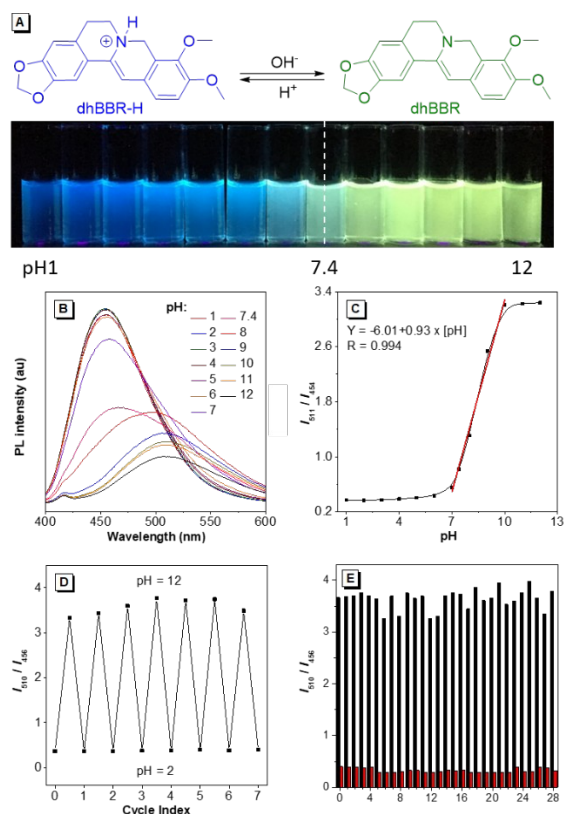 A
H
N
+
O
O
O
O
dhBBR-H
OH⁻
H⁺
N
O
O
O
O
dhBBR
pH1
7.4
12
B
pH:
1 7.4
2 8
3 9
4 10
5 11
6 12
7
PL intensity (au)
400 450 500 550 600
Wavelength (nm)
C
Y = -6.01+0.93 x [pH]
R = 0.994
I511 / I454
3.4
2.6
1.8
1.0
0.2
1 4 7 10 13
pH
D
pH = 12
pH = 2
I510 / I456
4
3
2
1
0
0 1 2 3 4 5 6 7
Cycle Index
E
I510 / I456
4
3
2
1
0
0 4 8 12 16 20 24 28